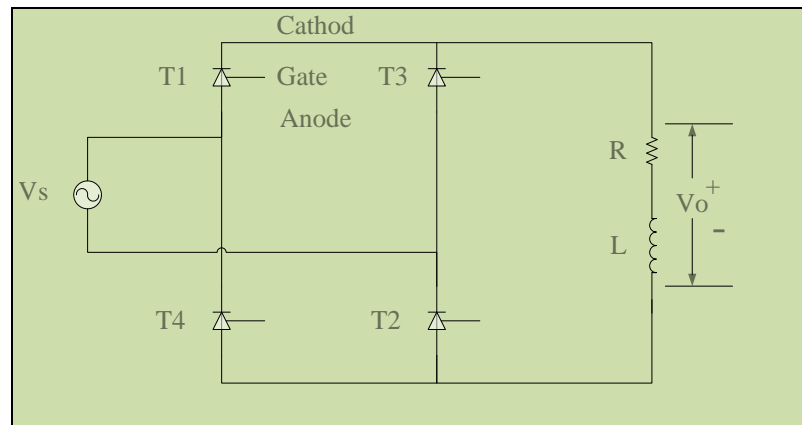 Cathod
T1
Gate
T3
Anode
R
Vs
Vo
+
-
L
T4
T2